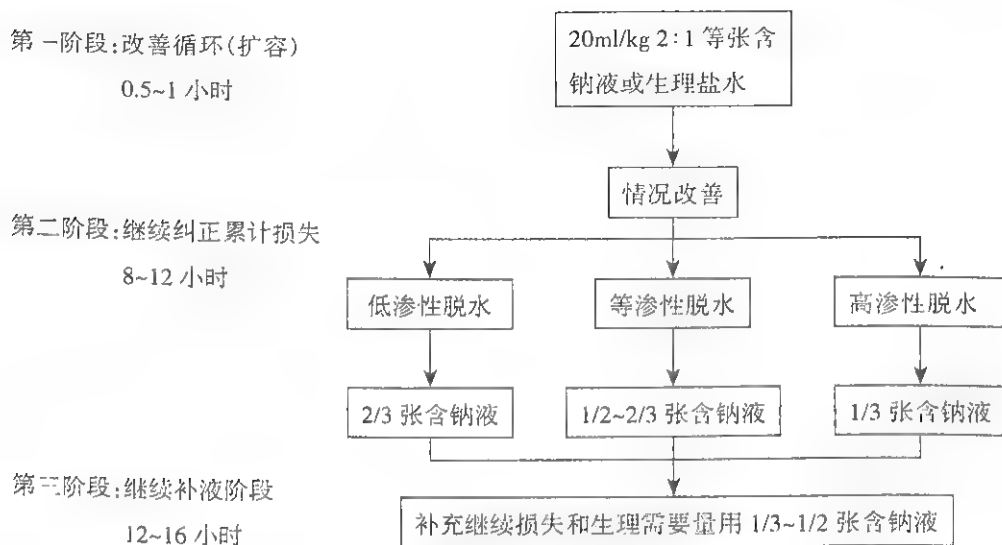 第一阶段:改善循环(扩容)
0.5~1 小时
20ml/kg 2∶1 等张含
钠液或生理盐水
情况改善
第二阶段:继续纠正累计损失
8~12 小时
低渗性脱水
等渗性脱水
高渗性脱水
2/3 张含钠液
1/2~2/3 张含钠液
1/3 张含钠液
第三阶段:继续补液阶段
12~16 小时
补充继续损失和生理需要量用 1/3~1/2 张含钠液